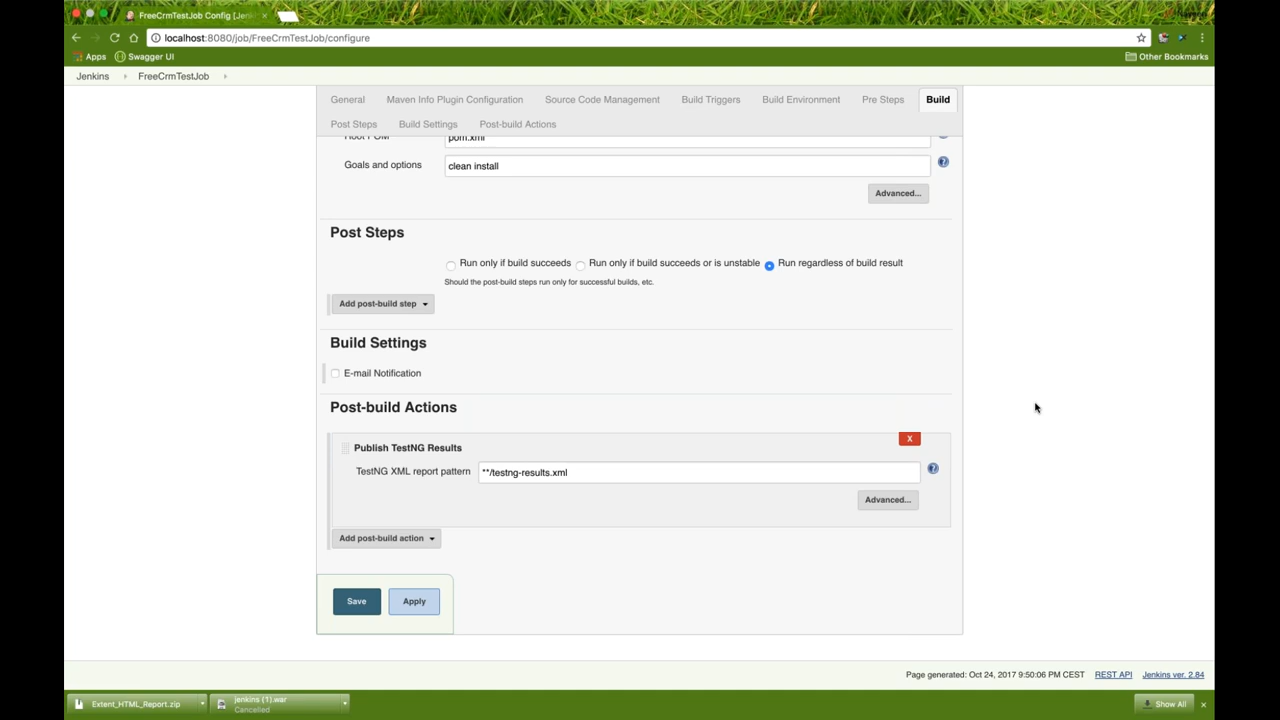 FreeCrmTestJob Config [Jenki
localhost:8080/job/FreeCrmTestJob/configure
Apps Swagger UI Other Bookmarks
Jenkins FreeCrmTestJob
General Maven Info Plugin Configuration Source Code Management Build Triggers Build Environment Pre Steps Build
Post Steps Build Settings Post-build Actions
Root POM pom.xml
Goals and options clean install
Advanced...
Post Steps
Run only if build succeeds Run only if build succeeds or is unstable Run regardless of build result
Should the post-build steps run only for successful builds, etc.
Add post-build step
Build Settings
E-mail Notification
Post-build Actions
X
Publish TestNG Results
TestNG XML report pattern **/testng-results.xml
Advanced...
Add post-build action
Save Apply
Page generated: Oct 24, 2017 9:50:06 PM CEST REST API Jenkins ver. 2.84
Extent_HTML_Report.zip jenkins (1).war Show All
Cancelled